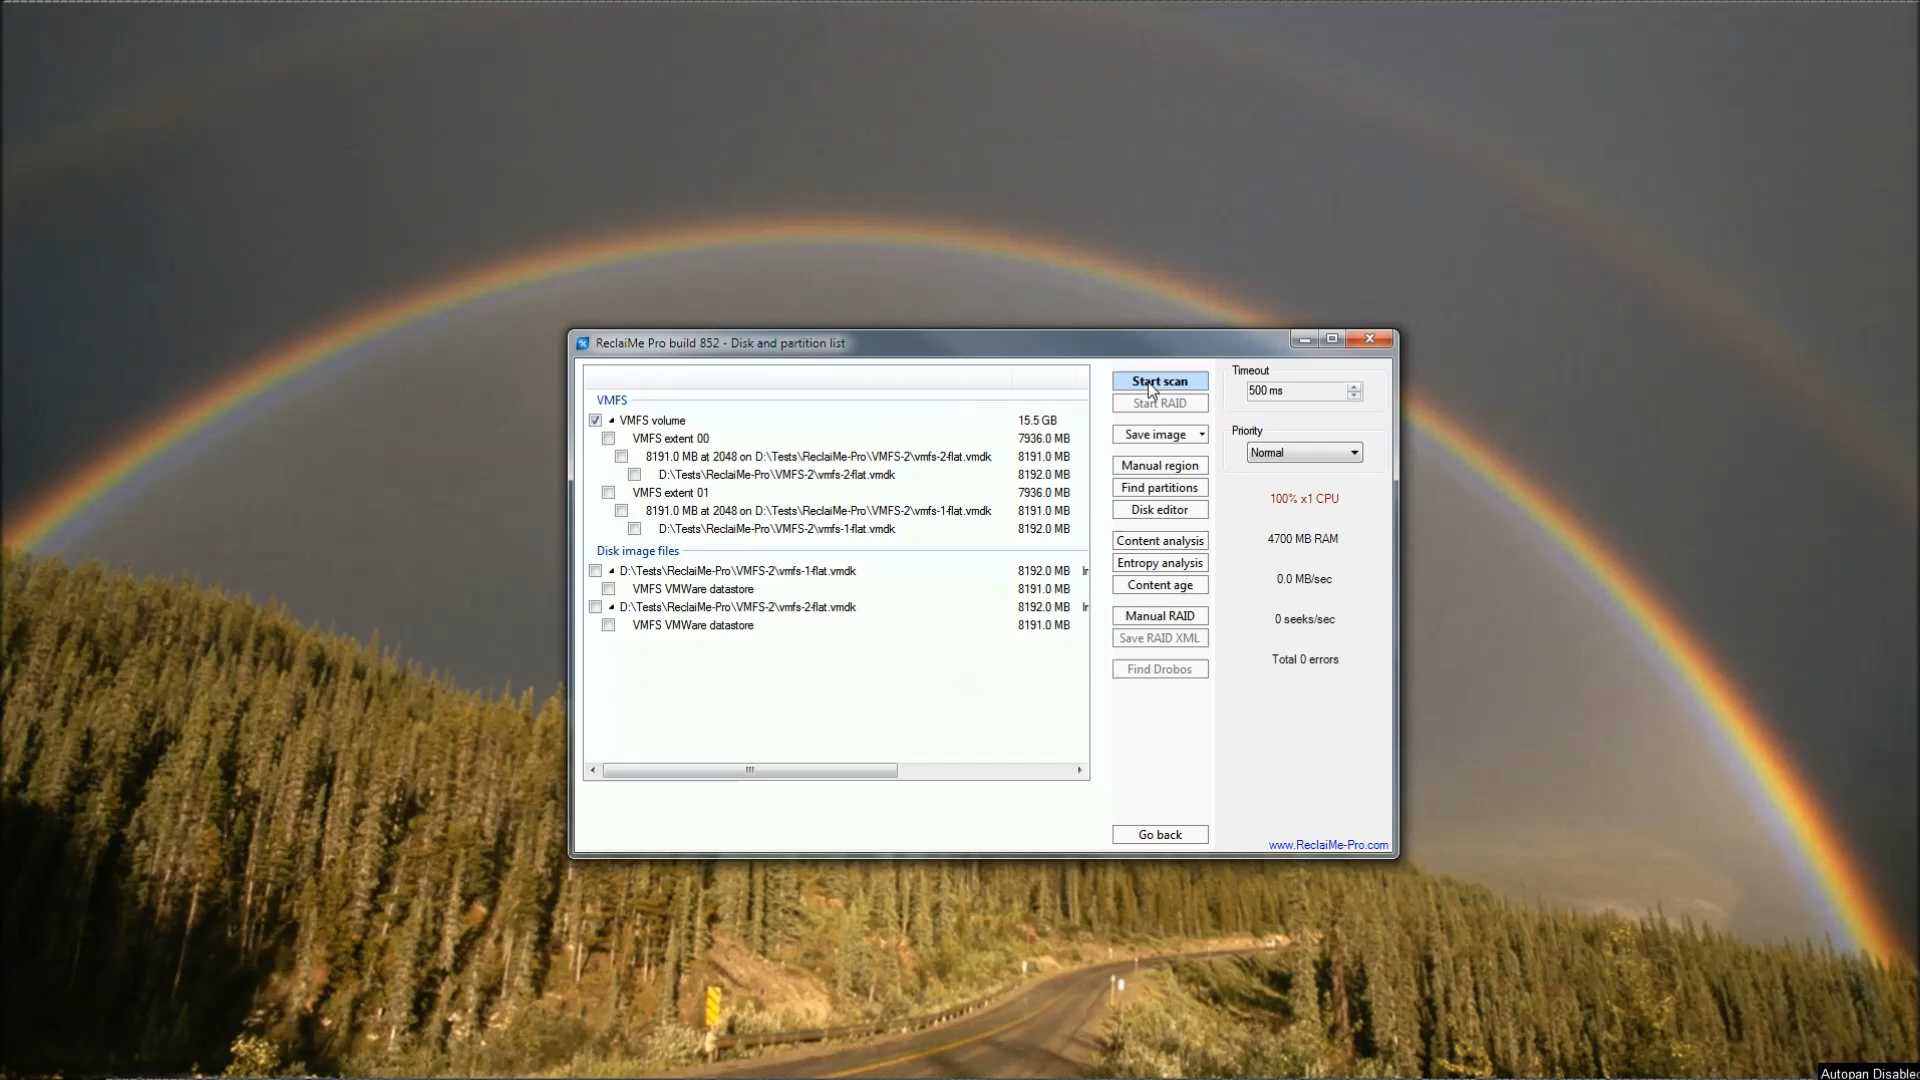 ReclaiMe Pro build 852 - Disk and partition list
VMFS
VMFS volume 15.5 GB
VMFS extent 00 7936.0 MB
8191.0 MB at 2048 on D:\Tests\ReclaiMe-Pro\VMFS-2\vmfs-2-flat.vmdk 8191.0 MB
D:\Tests\ReclaiMe-Pro\VMFS-2\vmfs-2-flat.vmdk 8192.0 MB
VMFS extent 01 7936.0 MB
8191.0 MB at 2048 on D:\Tests\ReclaiMe-Pro\VMFS-2\vmfs-1-flat.vmdk 8191.0 MB
D:\Tests\ReclaiMe-Pro\VMFS-2\vmfs-1-flat.vmdk 8192.0 MB
Disk image files
D:\Tests\ReclaiMe-Pro\VMFS-2\vmfs-1-flat.vmdk 8192.0 MB
VMFS VMWare datastore 8191.0 MB
D:\Tests\ReclaiMe-Pro\VMFS-2\vmfs-2-flat.vmdk 8192.0 MB
VMFS VMWare datastore 8191.0 MB
Start scan
Start RAID
Save image
Manual region
Find partitions
Disk editor
Content analysis
Entropy analysis
Content age
Manual RAID
Save RAID XML
Find Drobos
Go back
Timeout
500 ms
Priority
Normal
100% x1 CPU
4700 MB RAM
0.0 MB/sec
0 seeks/sec
Total 0 errors
www.ReclaiMe-Pro.com
Autopan Disable